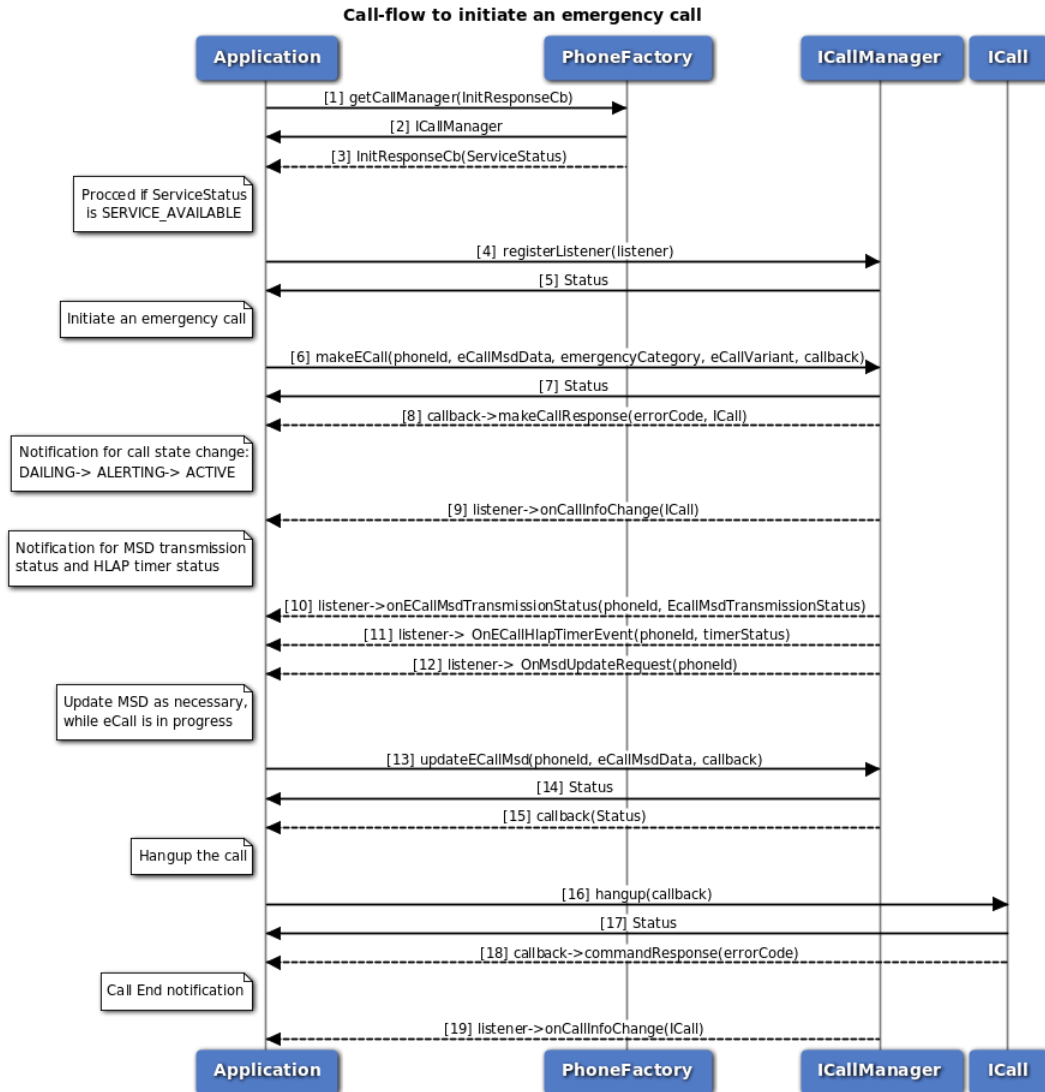 Call-flow to initiate an emergency call
Application
PhoneFactory
ICallManager
ICall
[1] getCallManager(InitResponseCb)
[2] ICallManager
[3] InitResponseCb(ServiceStatus)
Procced if ServiceStatus
is SERVICE_AVAILABLE
[4] registerListener(listener)
[5] Status
Initiate an emergency call
[6] makeECall(phoneId, eCallMsdData, emergencyCategory, eCallVariant, callback)
[7] Status
[8] callback->makeCallResponse(errorCode, ICall)
Notification for call state change:
DAILING-> ALERTING-> ACTIVE
[9] listener->onCallInfoChange(ICall)
Notification for MSD transmission
status and HLAP timer status
[10] listener->onECallMsdTransmissionStatus(phoneId, EcallMsdTransmissionStatus)
[11] listener-> OnECallHlapTimerEvent(phoneId, timerStatus)
[12] listener-> OnMsdUpdateRequest(phoneId)
Update MSD as necessary,
while eCall is in progress
[13] updateECallMsd(phoneId, eCallMsdData, callback)
[14] Status
[15] callback(Status)
Hangup the call
[16] hangup(callback)
[17] Status
[18] callback->commandResponse(errorCode)
Call End notification
[19] listener->onCallInfoChange(ICall)
Application
PhoneFactory
ICallManager
ICall